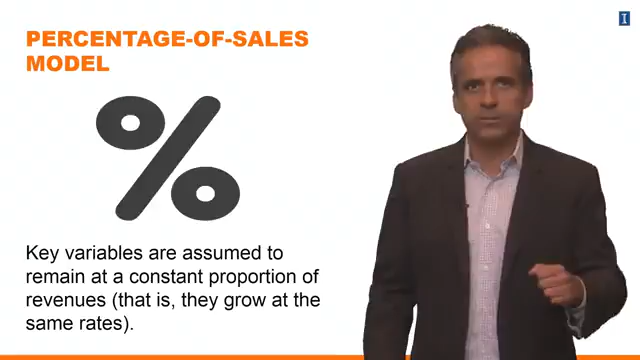 PERCENTAGE-OF-SALES
MODEL
%
Key variables are assumed to
remain at a constant proportion of
revenues (that is, they grow at the
same rates).
I